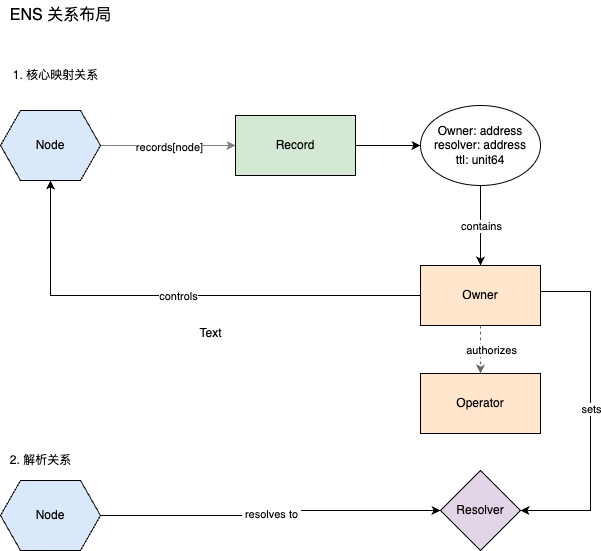 ENS 关系布局
1. 核心映射关系
Node
records[node]
Record
Owner: address
resolver: address
ttl: unit64
contains
controls
Owner
Text
authorizes
Operator
sets
2. 解析关系
Node
resolves to
Resolver